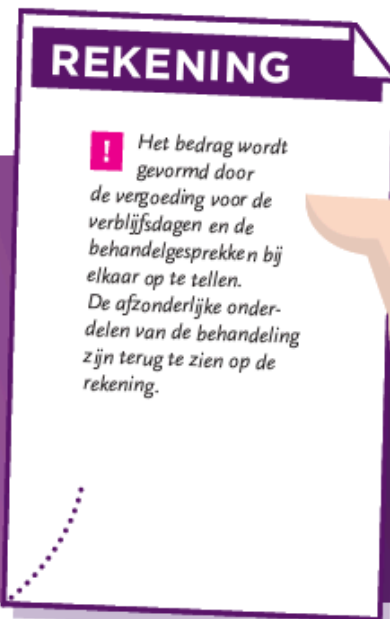 REKENING
!
Het bedrag wordt
gevormd door
de vergoeding voor de
verblijfsdagen en de
behandelgesprekken bij
elkaar op te tellen.
De afzonderlijke onder-
delen van de behandeling
zijn terug te zien op de
rekening.